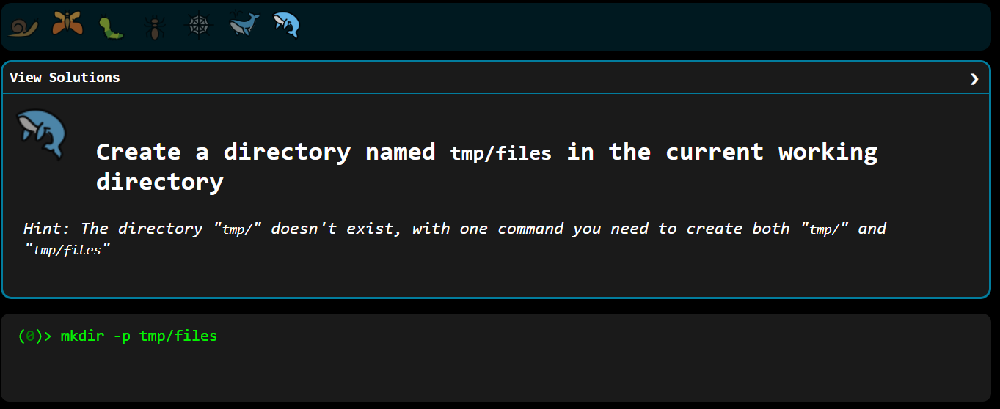 View Solutions
Create a directory named tmp/files in the current working
directory
Hint: The directory "tmp/" doesn't exist, with one command you need to create both "tmp/" and
"tmp/files"
(0)> mkdir -p tmp/files